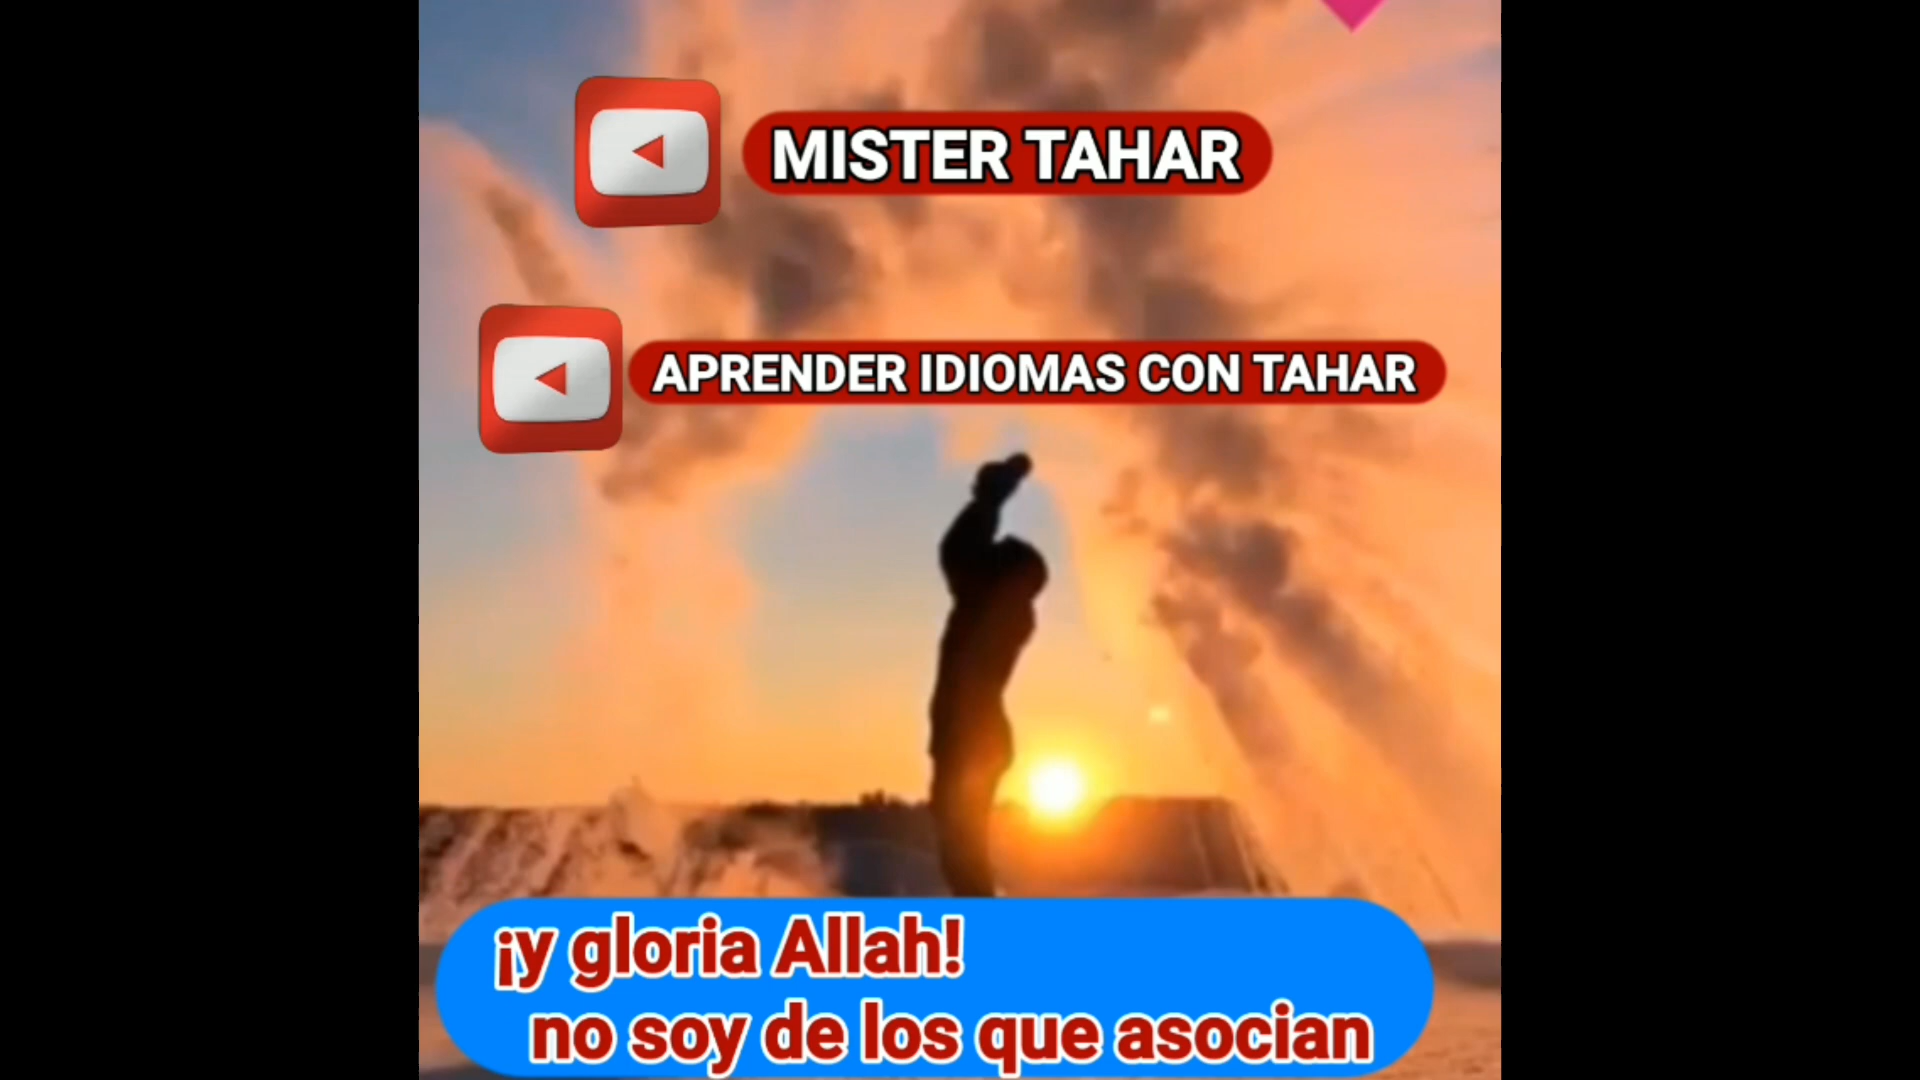 MISTER TAHAR
APRENDER IDIOMAS CON TAHAR
¡y gloria Allah!
no soy de los que asocian